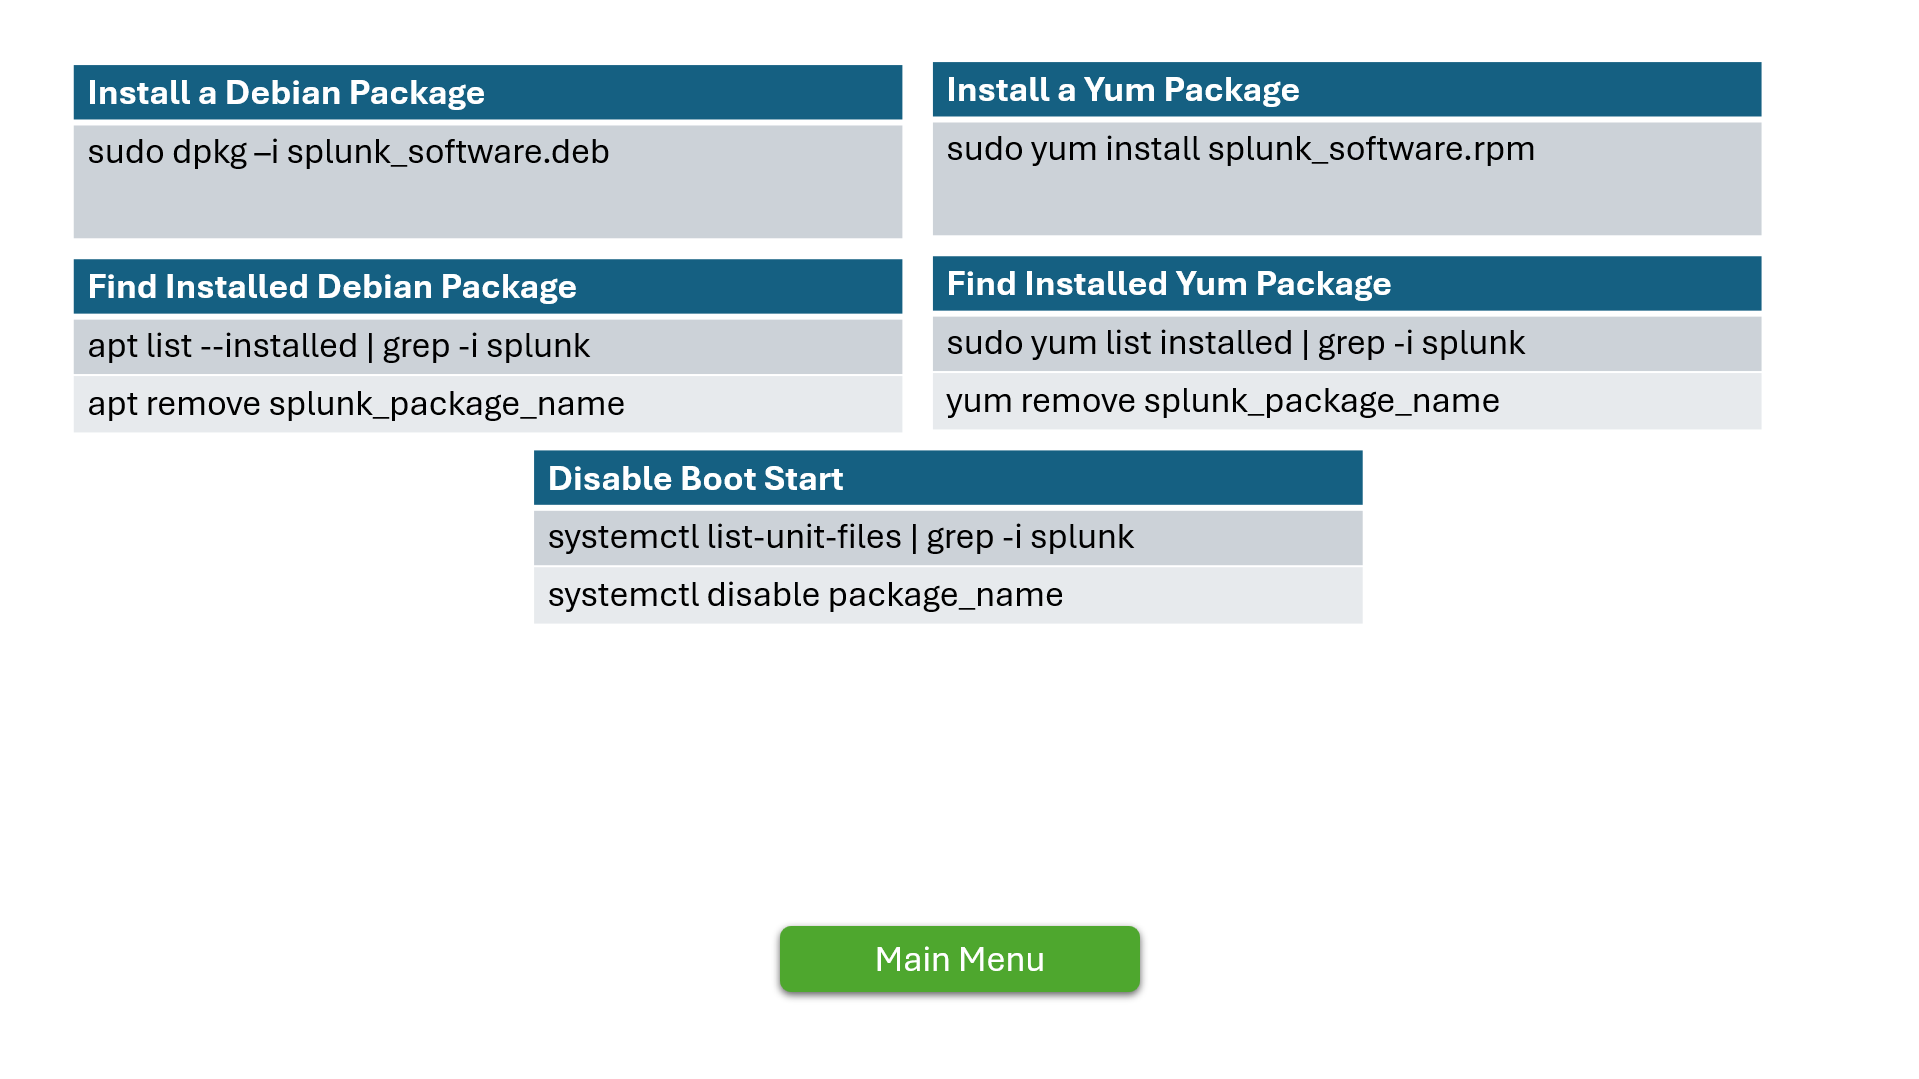 Install a Debian Package
sudo dpkg –i splunk_software.deb
Install a Yum Package
sudo yum install splunk_software.rpm
Find Installed Debian Package
apt list --installed | grep -i splunk
apt remove splunk_package_name
Find Installed Yum Package
sudo yum list installed | grep -i splunk
yum remove splunk_package_name
Disable Boot Start
systemctl list-unit-files | grep -i splunk
systemctl disable package_name
Main Menu